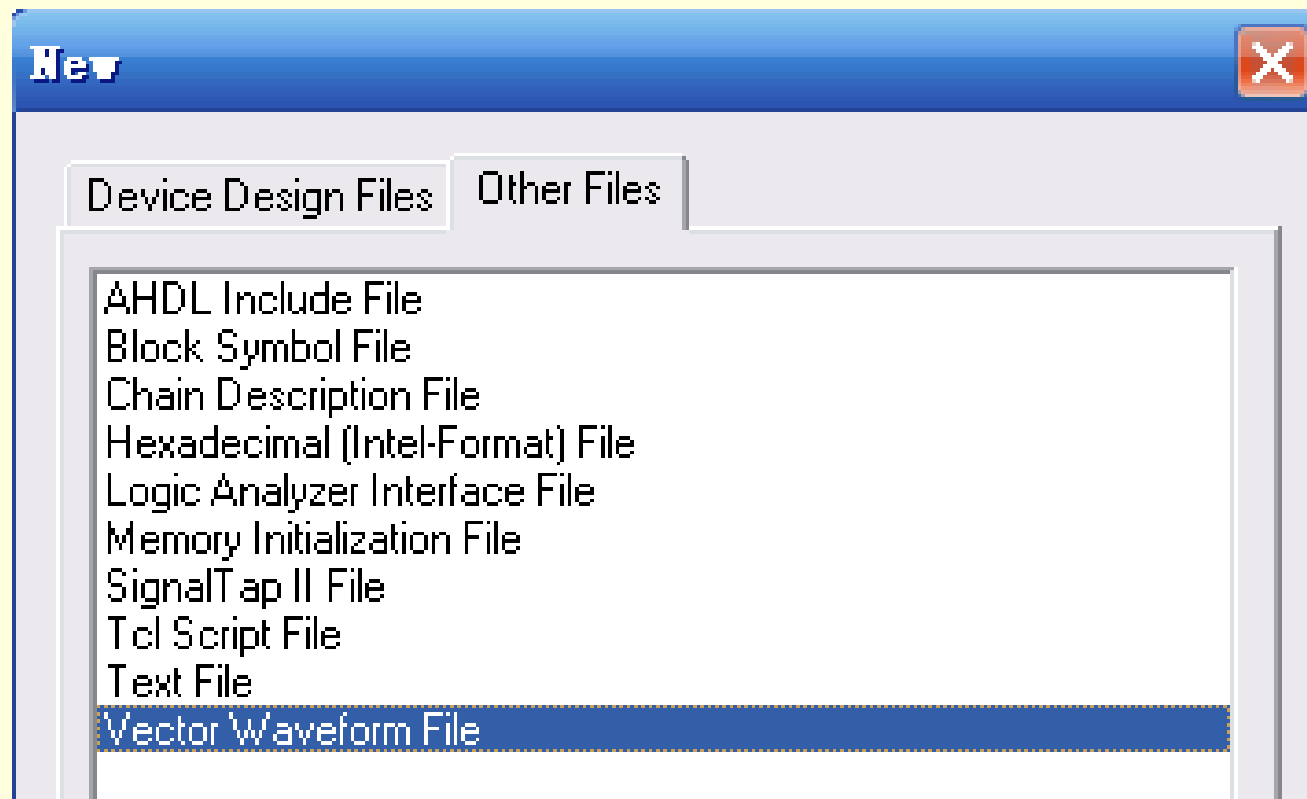 New
Device Design Files
Other Files
AHDL Include File
Block Symbol File
Chain Description File
Hexadecimal (Intel-Format) File
Logic Analyzer Interface File
Memory Initialization File
SignalTap II File
Tcl Script File
Text File
Vector Waveform File